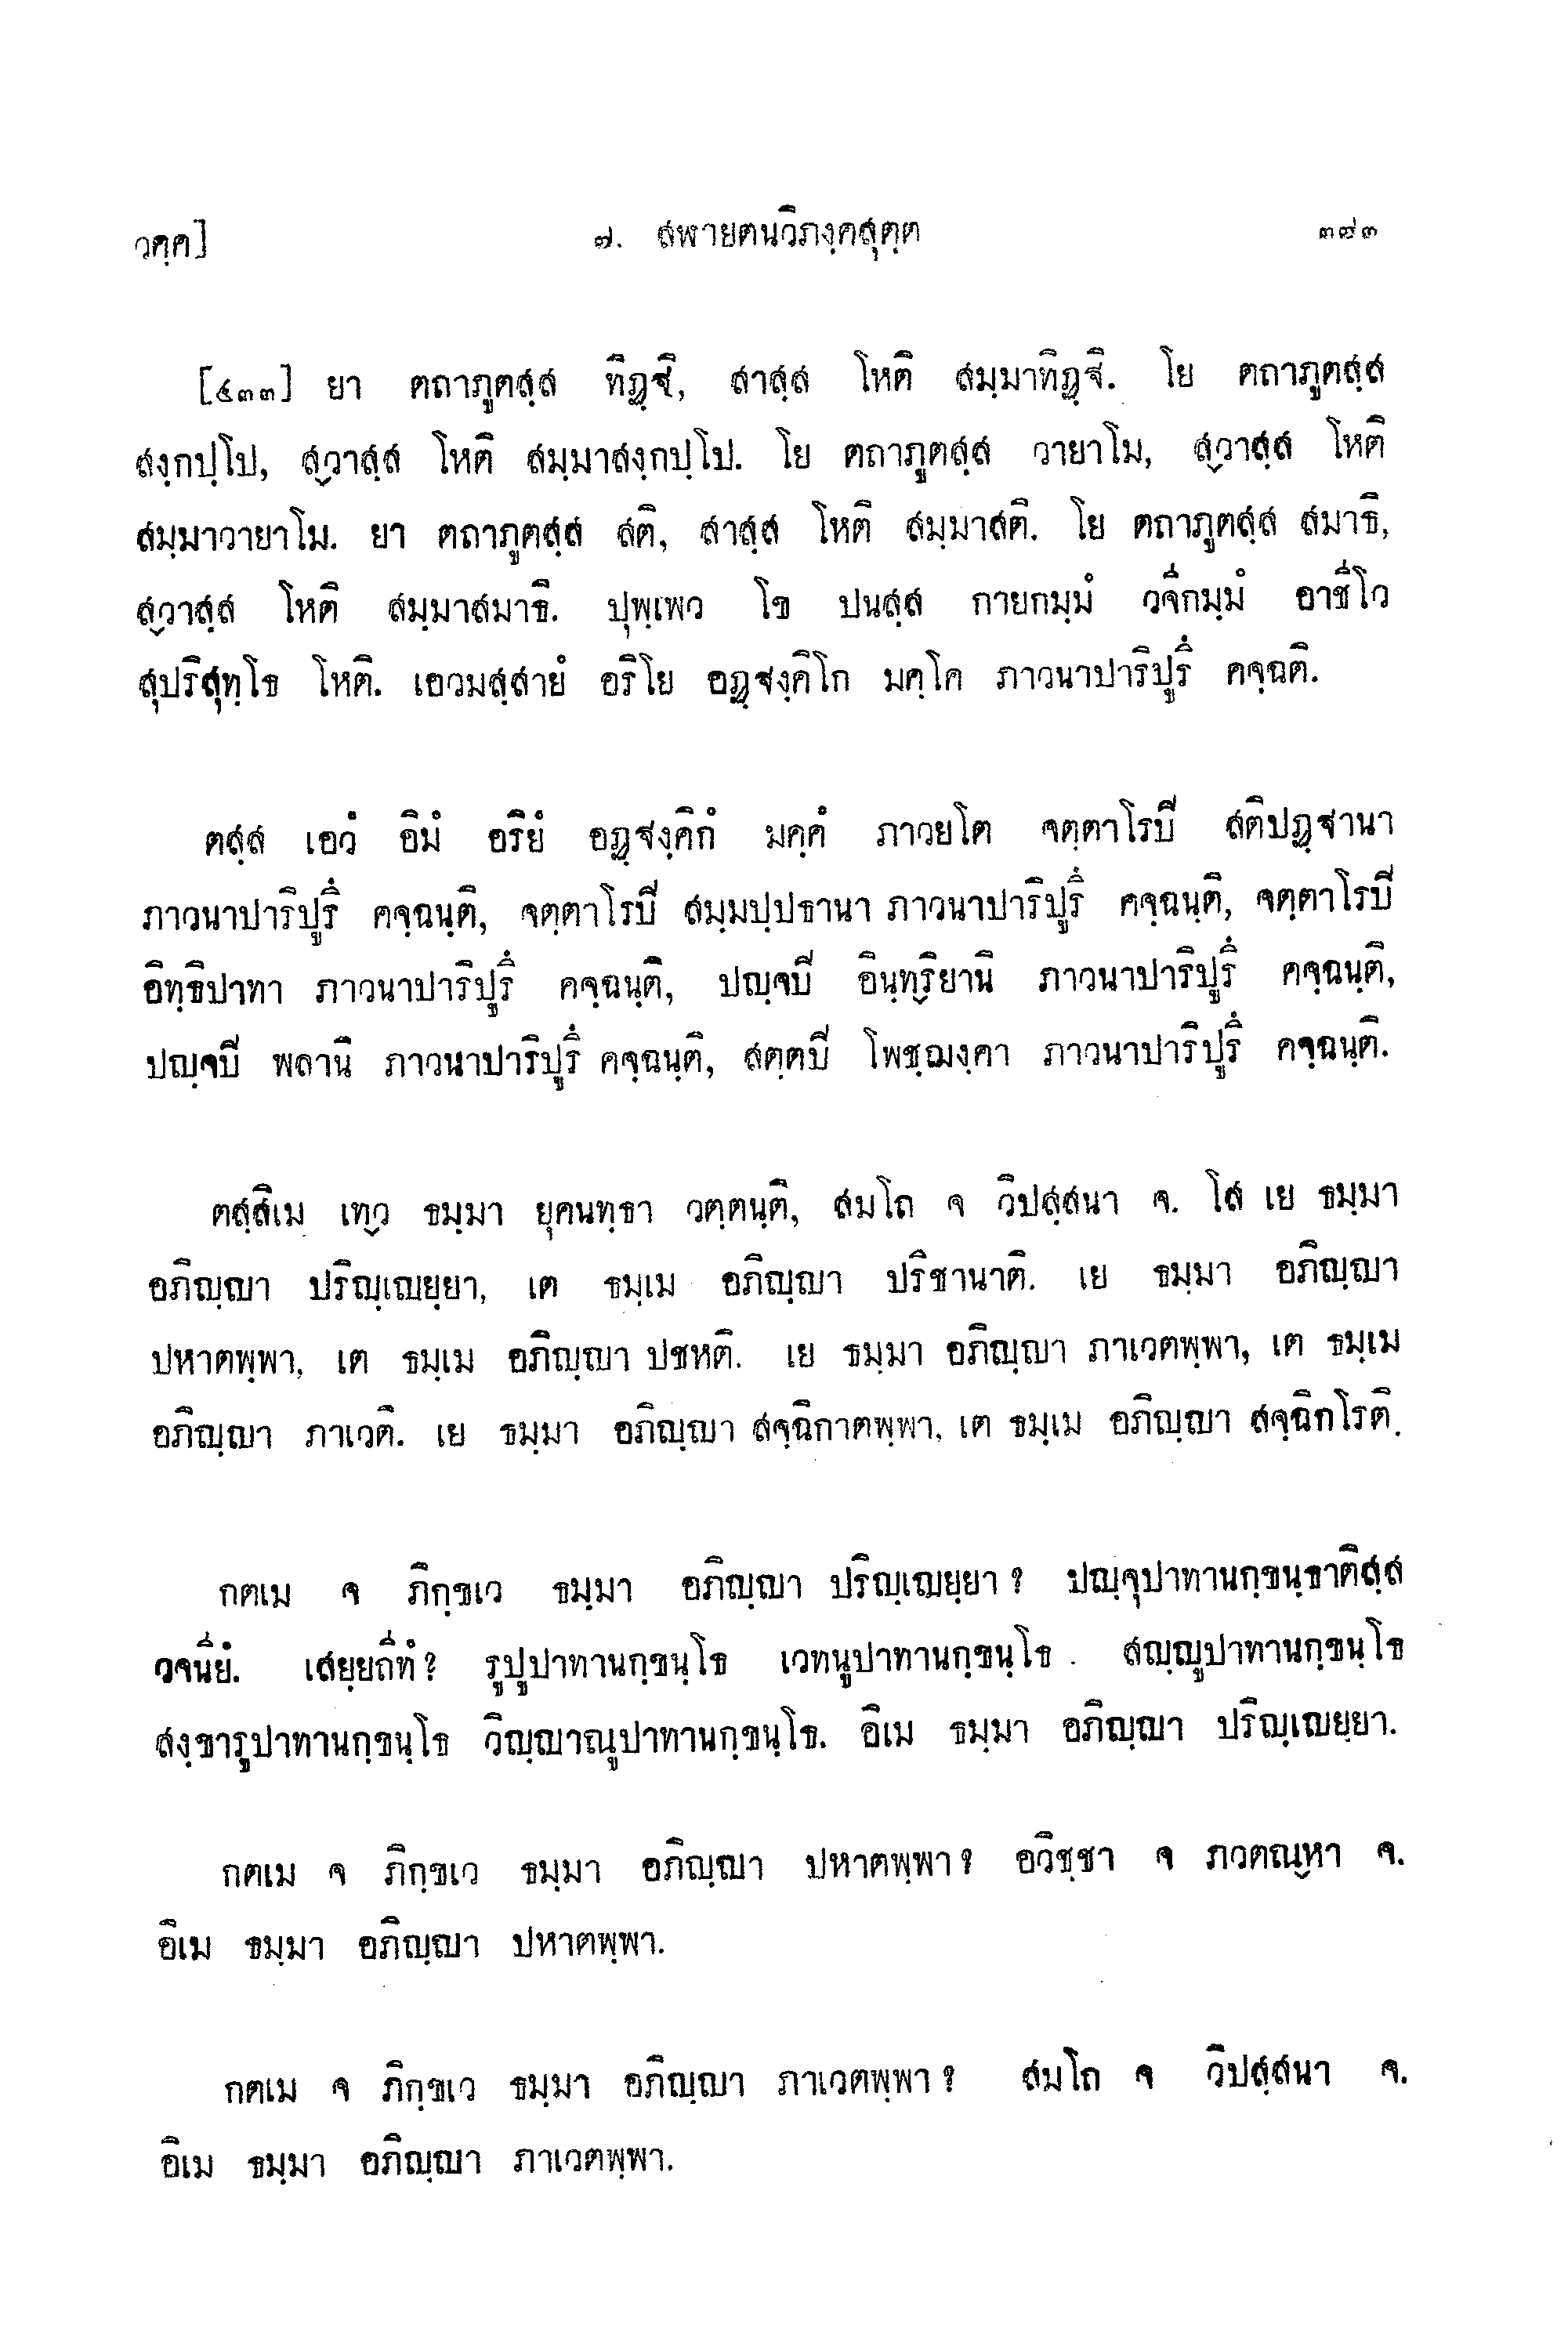 วคฺค]
๗. สฬายตนวิภงฺคสุตฺต
๓๗๓
[๔๓๓] ยา ตถาภูตสฺส ทิฏฺฐิ, สาสฺส โหติ สมฺมาทิฏฺฐิ. โย ตถาภูตสฺส
สงฺกปฺโป, สฺวาสฺส โหติ สมฺมาสงฺกปฺโป. โย ตถาภูตสฺส วายาโม, สฺวาสฺส โหติ
สมฺมาวายาโม. ยา ตถาภูตสฺส สติ, สาสฺส โหติ สมฺมาสติ. โย ตถาภูตสฺส สมาธิ,
สฺวาสฺส โหติ สมฺมาสมาธิ. ปุพฺเพว โข ปนสฺส กายกมฺมํ วจีกมฺมํ อาชีโว
สุปริสุทฺโธ โหติ. เอวมสฺสายํ อริโย อฏฺฐงฺคิโก มคฺโค ภาวนาปาริปูรึ คจฺฉติ.
ตสฺส เอวํ อิมํ อริยํ อฏฺฐงฺคิกํ มคฺคํ ภาวยโต จตฺตาโรปิ สติปฏฺฐานา
ภาวนาปาริปูรึ คจฺฉนฺติ, จตฺตาโรปิ สมฺมปฺปธานา ภาวนาปาริปูรึ คจฺฉนฺติ, จตฺตาโรปิ
อิทฺธิปาทา ภาวนาปาริปูรึ คจฺฉนฺติ, ปญฺจปิ อินฺทฺริยานิ ภาวนาปาริปูรึ คจฺฉนฺติ,
ปญฺจปิ พลานิ ภาวนาปาริปูรึ คจฺฉนฺติ, สตฺตปิ โพชฺฌงฺคา ภาวนาปาริปูรึ คจฺฉนฺติ.
ตสฺสิเม เทฺว ธมฺมา ยุคนทฺธา วตฺตนฺติ, สมโถ จ วิปสฺสนา จ. โส เย ธมฺมา
อภิญฺญา ปริญฺเญยฺยา, เต ธมฺเม อภิญฺญา ปริชานาติ. เย ธมฺมา อภิญฺญา
ปหาตพฺพา, เต ธมฺเม อภิญฺญา ปชหติ. เย ธมฺมา อภิญฺญา ภาเวตพฺพา, เต ธมฺเม
อภิญฺญา ภาเวติ. เย ธมฺมา อภิญฺญา สจฺฉิกาตพฺพา, เต ธมฺเม อภิญฺญา สจฺฉิกโรติ.
กตเม จ ภิกฺขเว ธมฺมา อภิญฺญา ปริญฺเญยฺยา ? ปญฺจุปาทานกฺขนฺธาติสฺส
วจนียํ. เสยฺยถีทํ ? รูปูปาทานกฺขนฺโธ เวทนูปาทานกฺขนฺโธ . สญฺญูปาทานกฺขนฺโธ
สงฺขารูปาทานกฺขนฺโธ วิญฺญาณูปาทานกฺขนฺโธ. อิเม ธมฺมา อภิญฺญา ปริญฺเญยฺยา.
กตเม จ ภิกฺขเว ธมฺมา อภิญฺญา ปหาตพฺพา ? อวิชฺชา จ ภวตณฺหา จ.
อิเม ธมฺมา อภิญฺญา ปหาตพฺพา.
กตเม จ ภิกฺขเว ธมฺมา อภิญฺญา ภาเวตพฺพา ? สมโถ จ วิปสฺสนา จ.
อิเม ธมฺมา อภิญฺญา ภาเวตพฺพา.